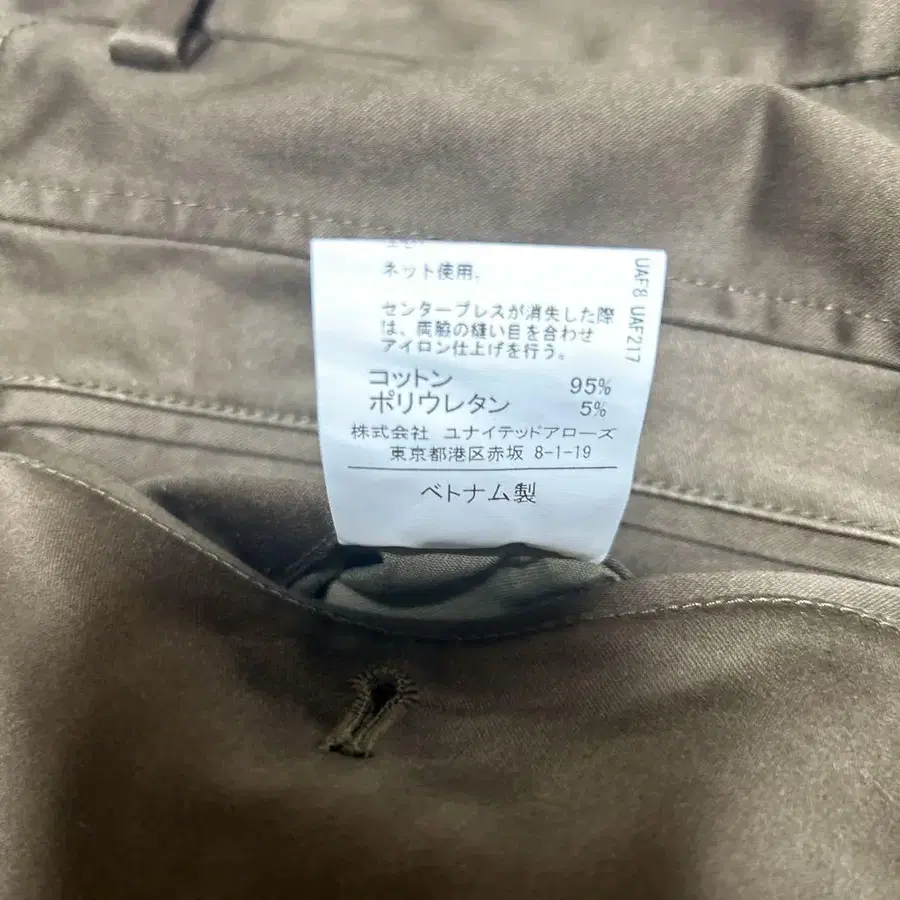 ネット使用。
センタープレスが消失した際
は、両脇の縫い目を合わせ
アイロン仕上げを行う。
コットン 95%
ポリウレタン 5%
株式会社 ユナイテッドアローズ
東京都港区赤坂 8-1-19
ベトナム製
UAF8 UAF217